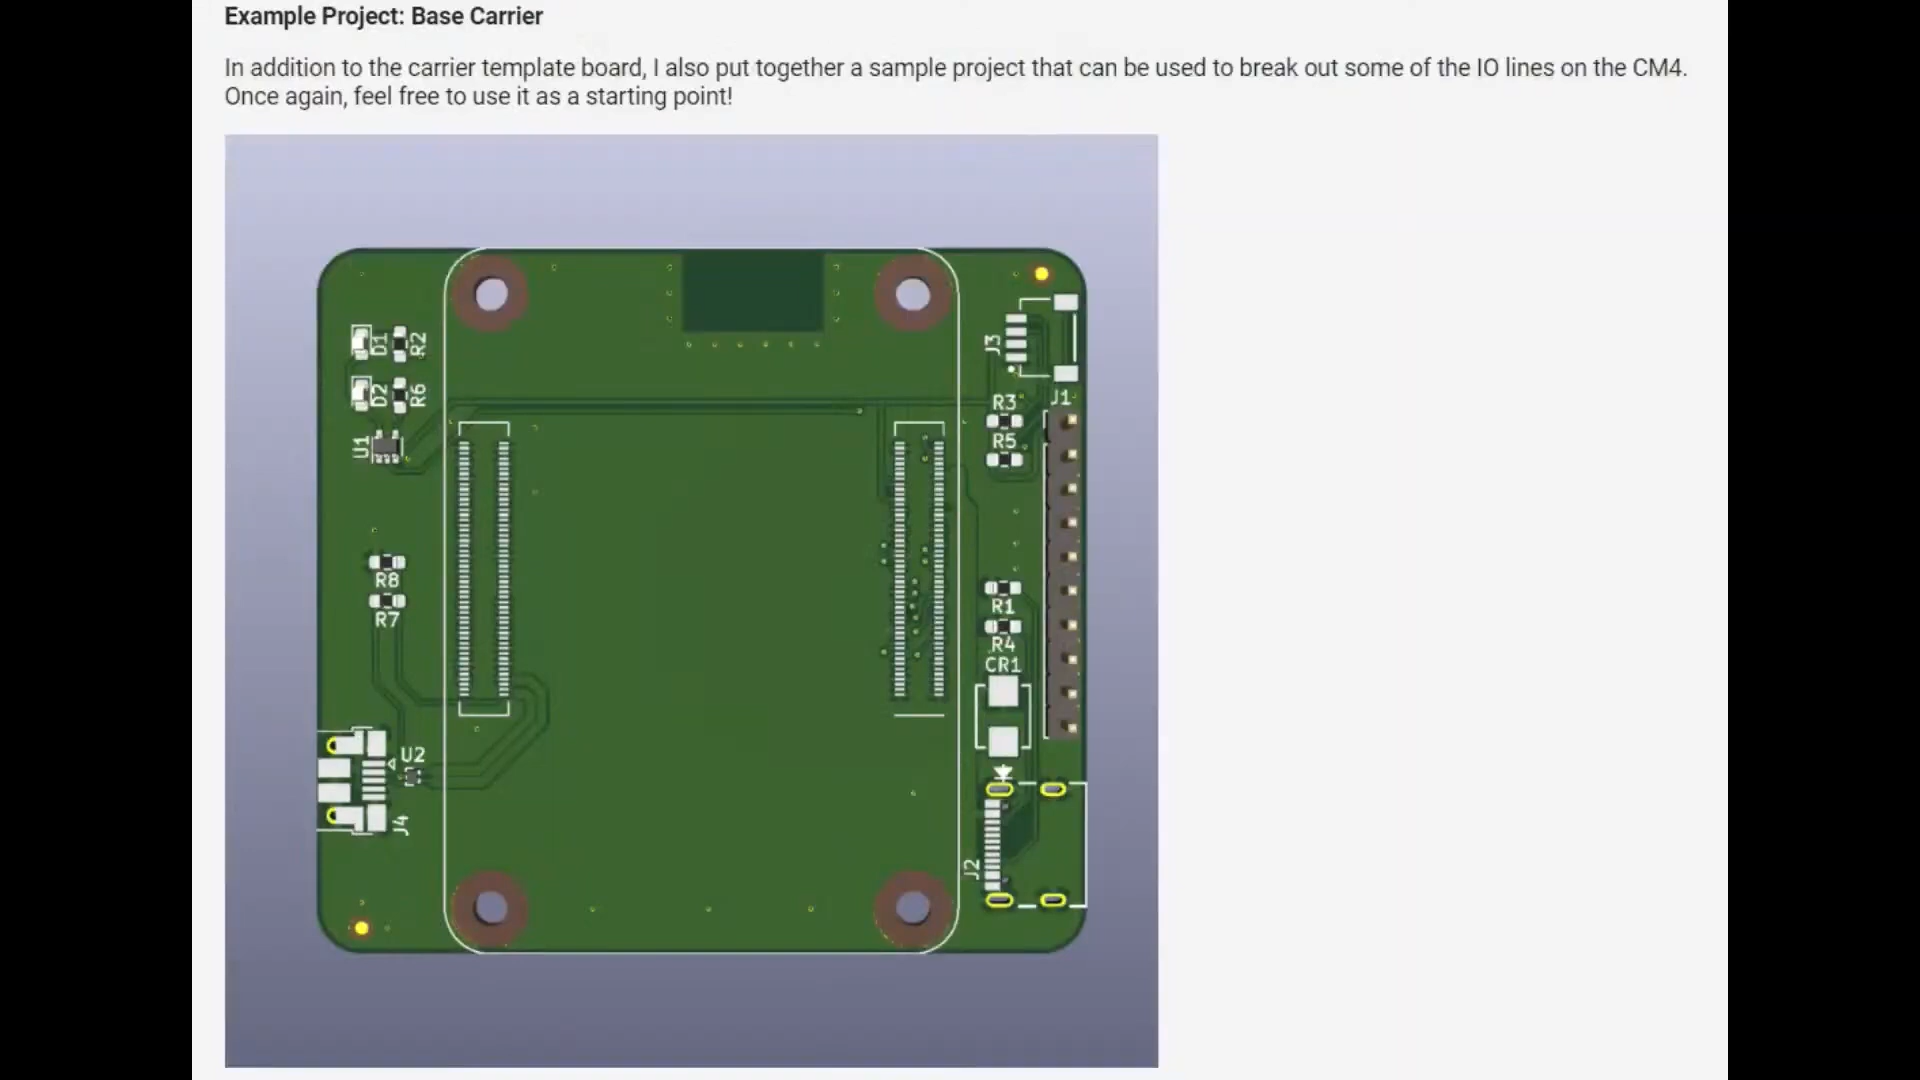 Example Project: Base Carrier
In addition to the carrier template board, I also put together a sample project that can be used to break out some of the IO lines on the CM4.
Once again, feel free to use it as a starting point!
D1
R2
D2
R6
U1
R8
R7
U2
J4
J3
J1
R3
R5
R1
R4
CR1
J2